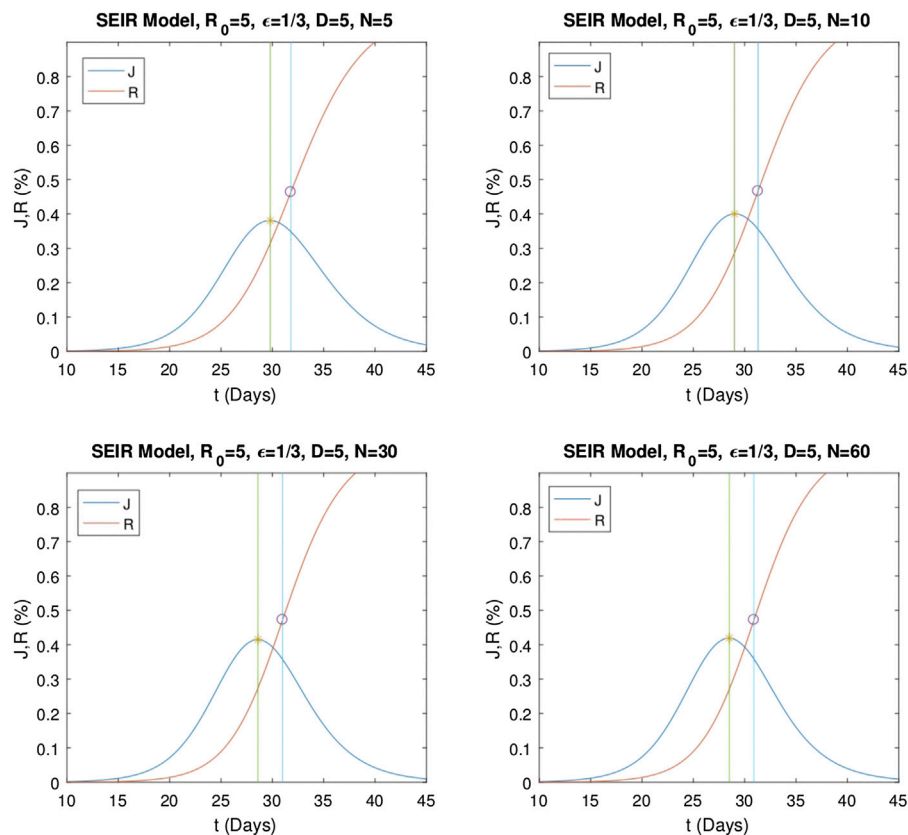 SEIR Model, R0=5, ϵ=1/3, D=5, N=5
J
R
J,R (%)
0.8
0.7
0.6
0.5
0.4
0.3
0.2
0.1
0
10 15 20 25 30 35 40 45
t (Days)
SEIR Model, R0=5, ϵ=1/3, D=5, N=10
J
R
J,R (%)
0.8
0.7
0.6
0.5
0.4
0.3
0.2
0.1
0
10 15 20 25 30 35 40 45
t (Days)
SEIR Model, R0=5, ϵ=1/3, D=5, N=30
J
R
J,R (%)
0.8
0.7
0.6
0.5
0.4
0.3
0.2
0.1
0
10 15 20 25 30 35 40 45
t (Days)
SEIR Model, R0=5, ϵ=1/3, D=5, N=60
J
R
J,R (%)
0.8
0.7
0.6
0.5
0.4
0.3
0.2
0.1
0
10 15 20 25 30 35 40 45
t (Days)